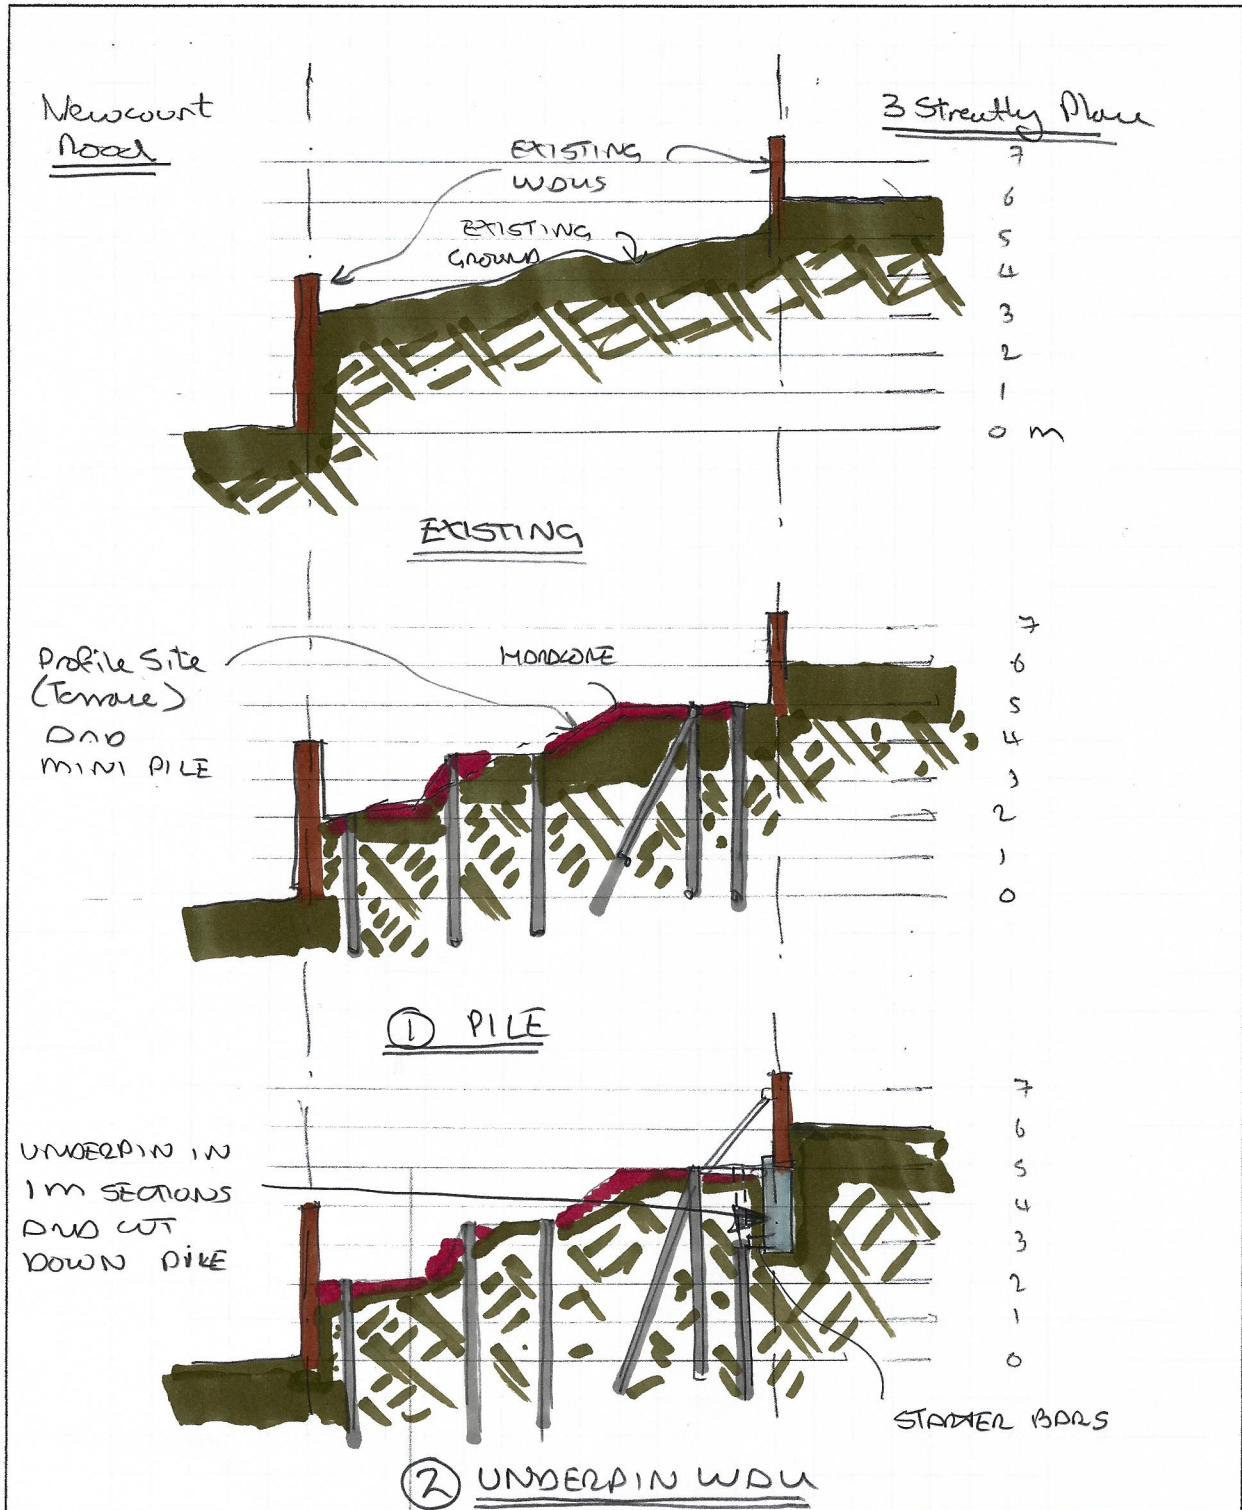 Newcourt
Road
3 Streatly Place
EXISTING
WALLS
EXISTING
GROUND
7
6
5
4
3
2
1
0 m
EXISTING
Profile Site
(Terrace)
AND
MINI PILE
HARDCORE
7
6
5
4
3
2
1
0
1 PILE
UNDERPIN IN
1M SECTIONS
AND CUT
DOWN PILE
7
6
5
4
3
2
1
0
STARTER BARS
2 UNDERPIN WALL